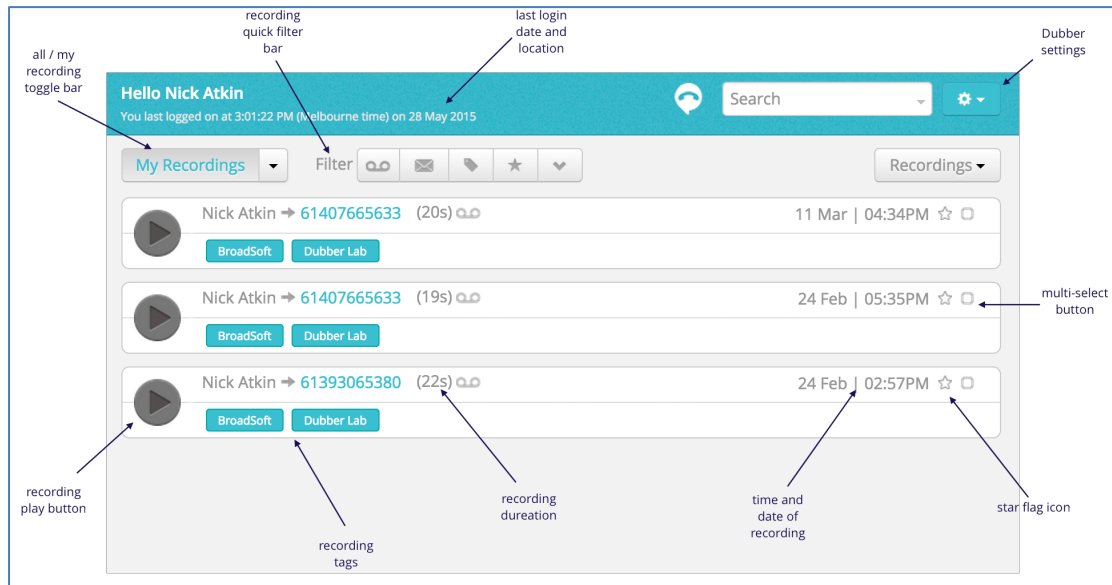 recording
quick filter
bar
last login
date and
location
Dubber
settings
all / my
recording
toggle bar
Hello Nick Atkin
You last logged on at 3:01:22 PM (Melbourne time) on 28 May 2015
Search
My Recordings
Filter
Recordings
Nick Atkin ➔ 61407665633 (20s)
11 Mar | 04:34PM
BroadSoft Dubber Lab
Nick Atkin ➔ 61407665633 (19s)
24 Feb | 05:35PM
BroadSoft Dubber Lab
multi-select
button
Nick Atkin ➔ 61393065380 (22s)
24 Feb | 02:57PM
BroadSoft Dubber Lab
recording
play button
recording
tags
recording
dureation
time and
date of
recording
star flag icon